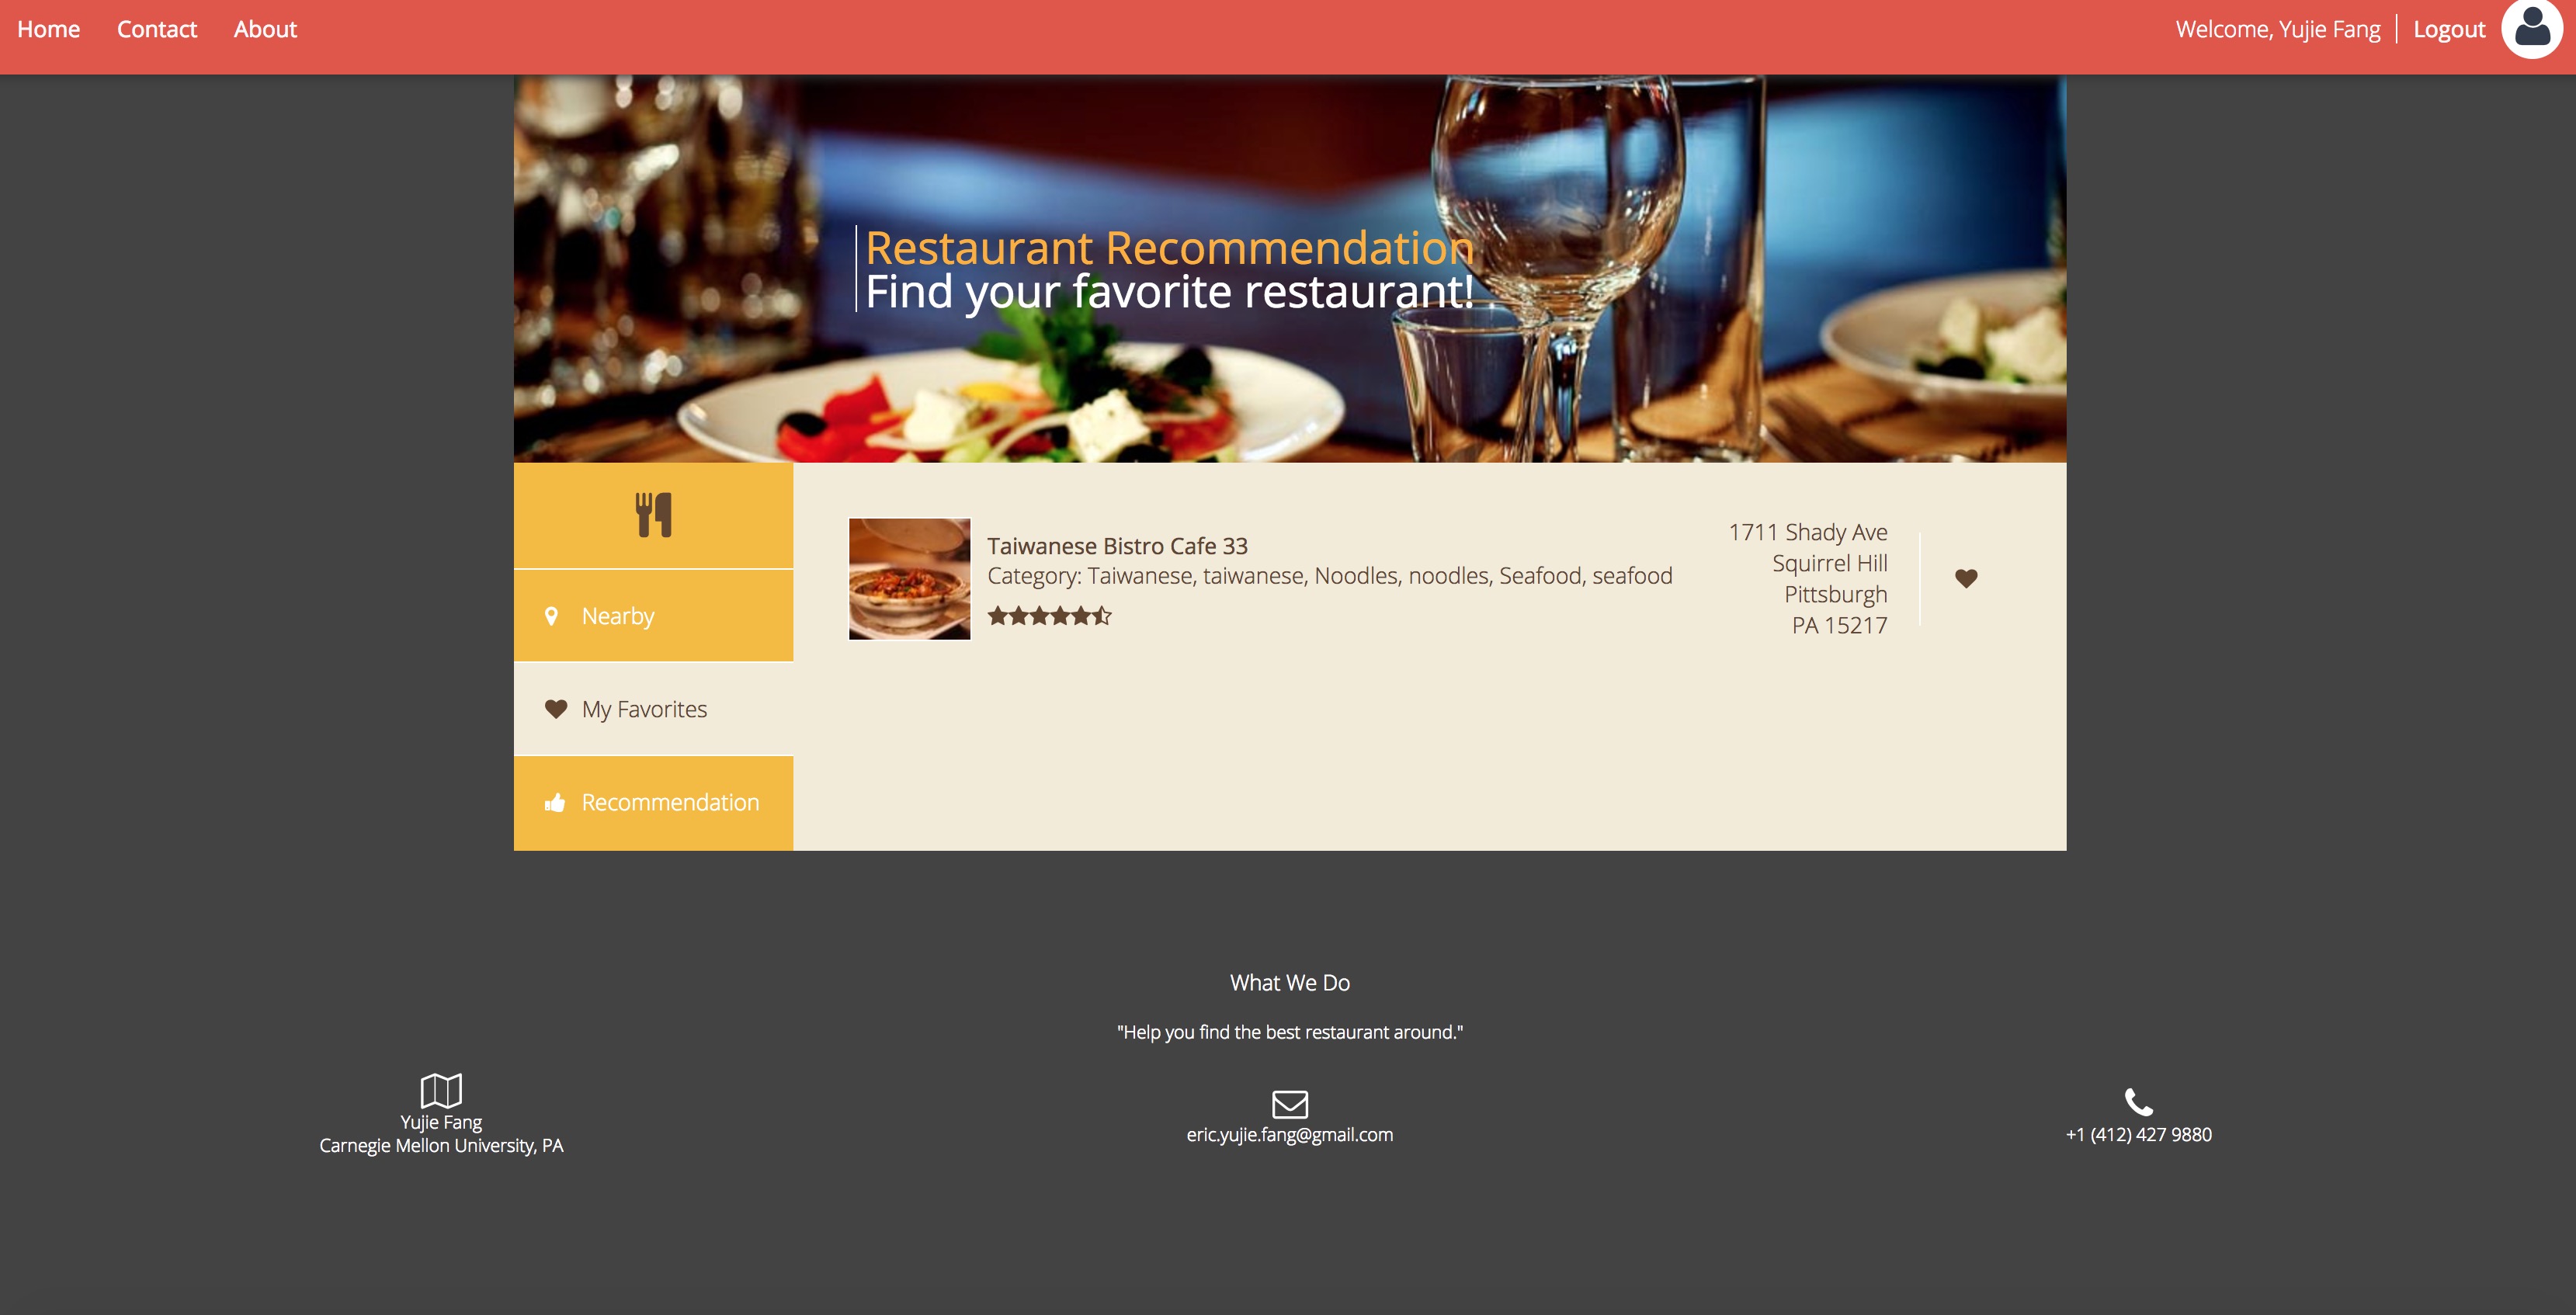 Home Contact About
Welcome, Yujie Fang Logout
Restaurant Recommendation
Find your favorite restaurant!
Nearby
My Favorites
Recommendation
Taiwanese Bistro Cafe 33
Category: Taiwanese, taiwanese, Noodles, noodles, Seafood, seafood
1711 Shady Ave
Squirrel Hill
Pittsburgh
PA 15217
What We Do
"Help you find the best restaurant around."
Yujie Fang
Carnegie Mellon University, PA
eric.yujie.fang@gmail.com
+1 (412) 427 9880